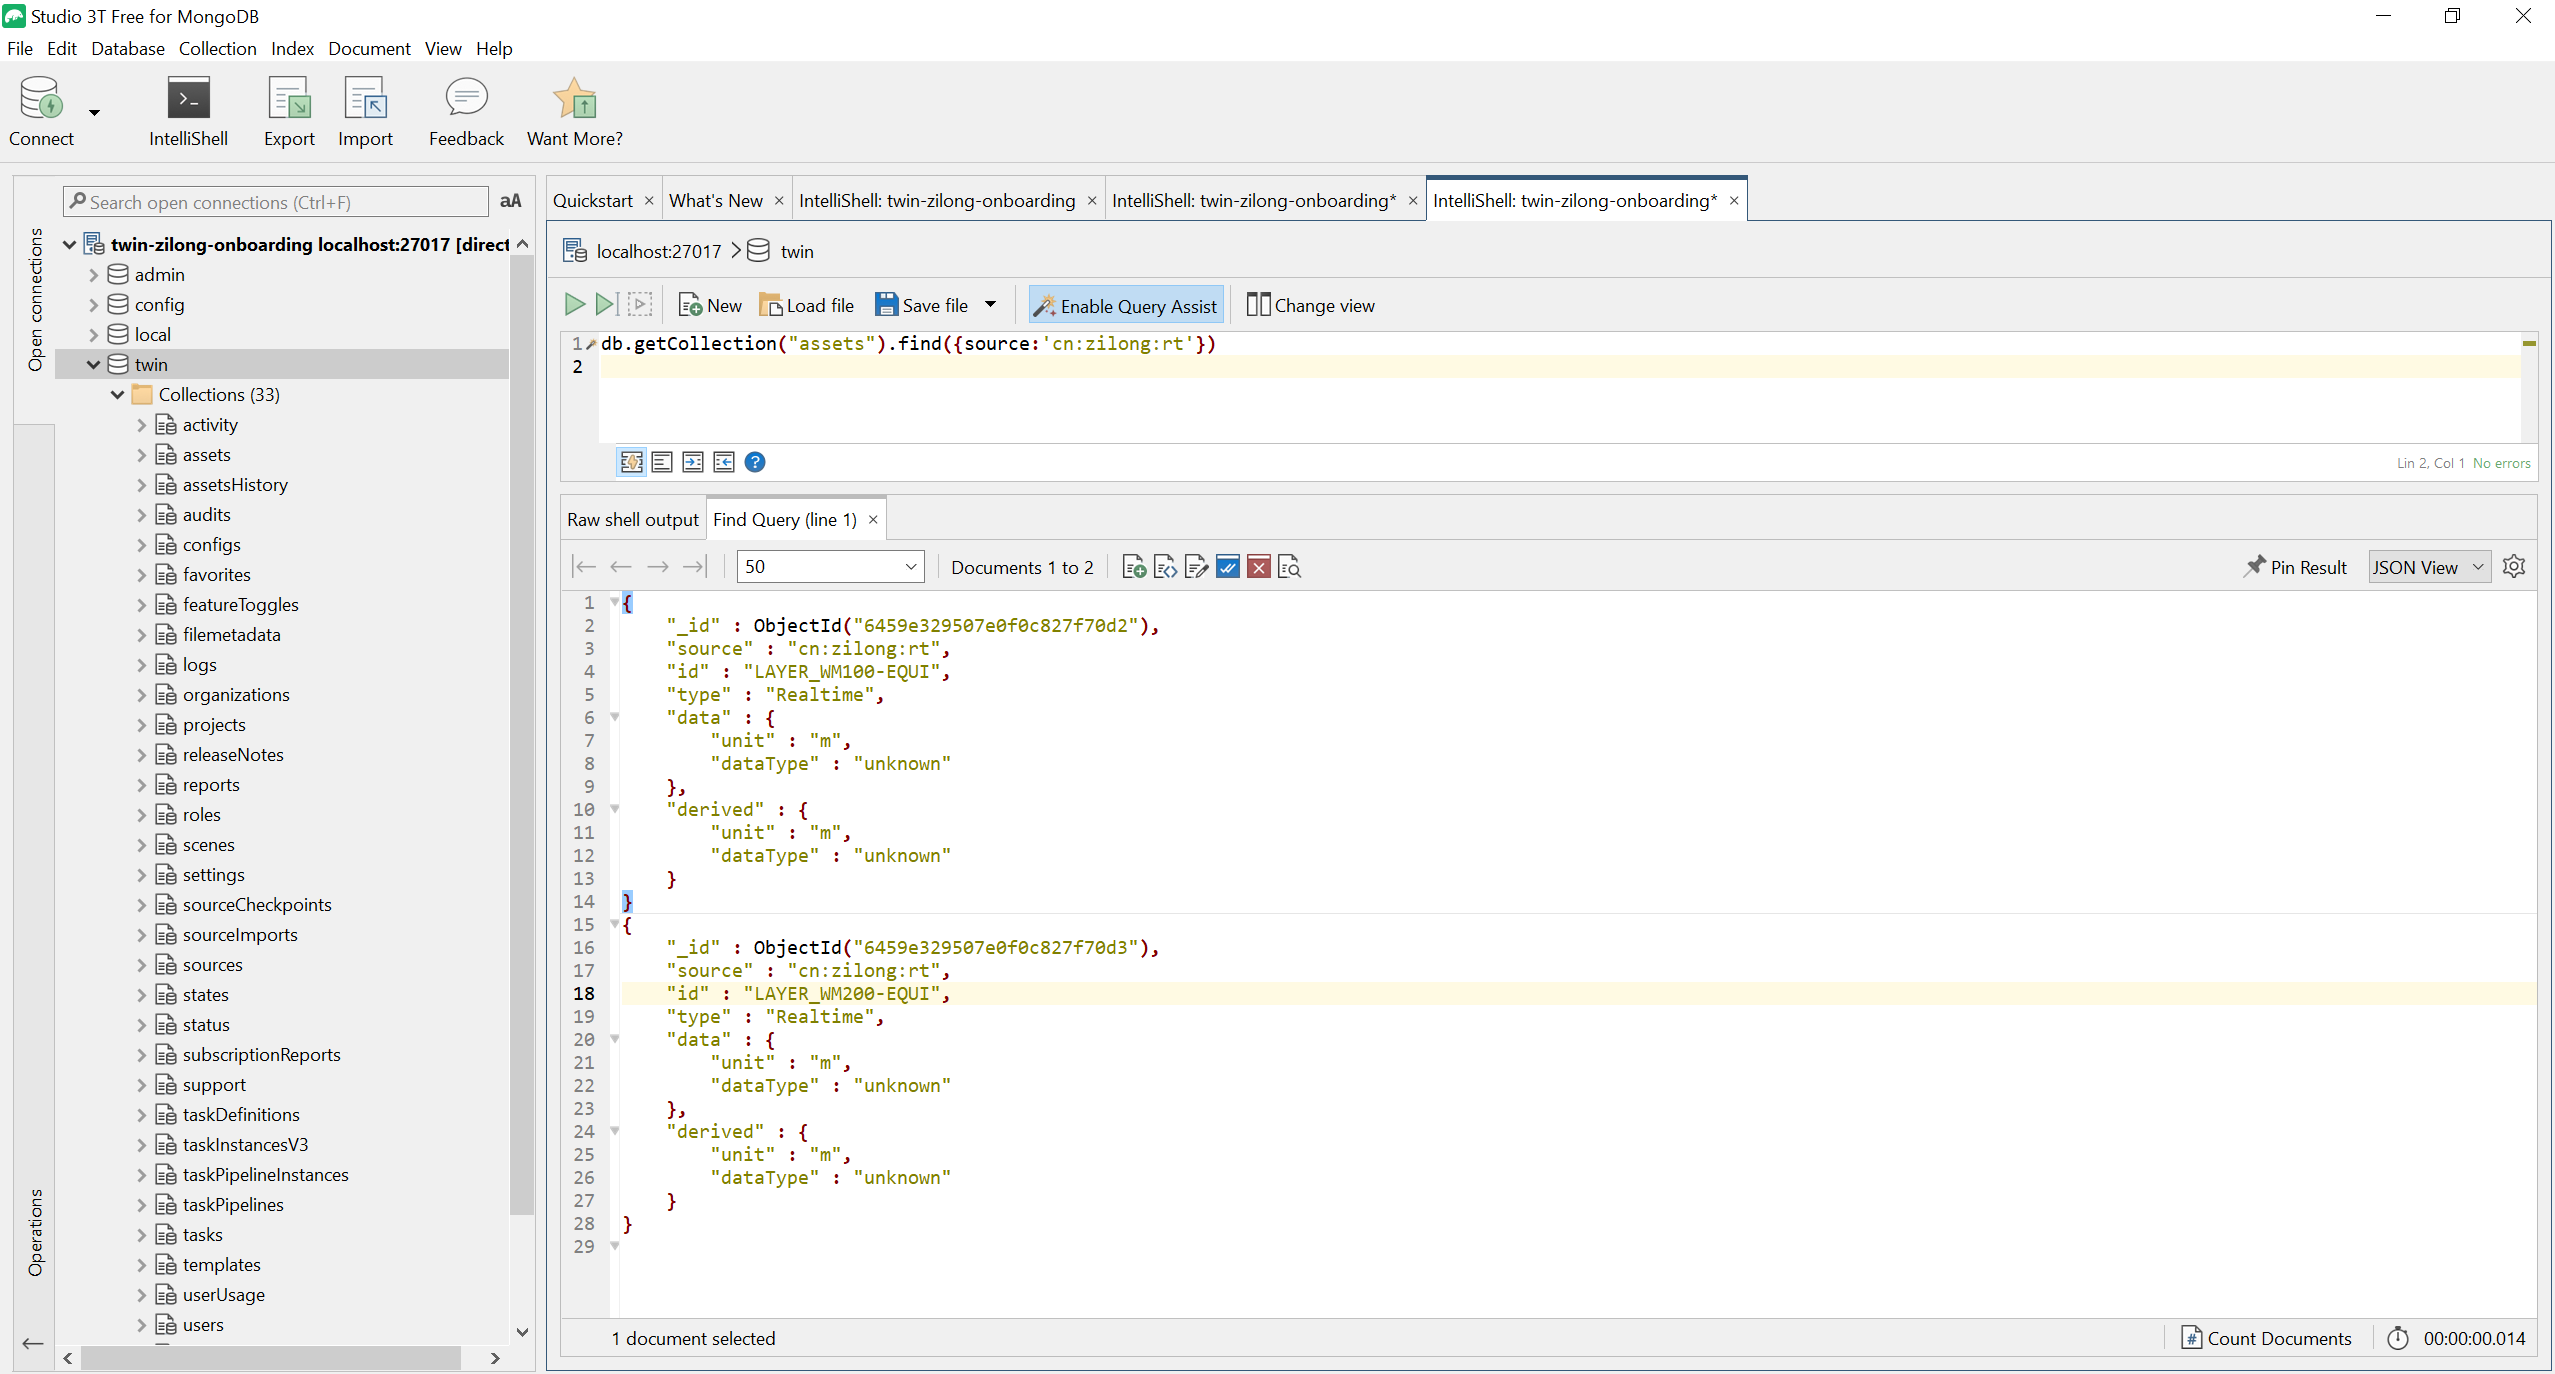 Studio 3T Free for MongoDB
File Edit Database Collection Index Document View Help
Connect IntelliShell Export Import Feedback Want More?
Open connections
Operations
Search open connections (Ctrl+F) aA
twin-zilong-onboarding localhost:27017 [direct
admin
config
local
twin
Collections (33)
activity
assets
assetsHistory
audits
configs
favorites
featureToggles
filemetadata
logs
organizations
projects
releaseNotes
reports
roles
scenes
settings
sourceCheckpoints
sourceImports
sources
states
status
subscriptionReports
support
taskDefinitions
taskInstancesV3
taskPipelineInstances
taskPipelines
tasks
templates
userUsage
users
Quickstart × What's New × IntelliShell: twin-zilong-onboarding × IntelliShell: twin-zilong-onboarding* × IntelliShell: twin-zilong-onboarding* ×
localhost:27017 > twin
New Load file Save file Enable Query Assist Change view
1 db.getCollection("assets").find({source:'cn:zilong:rt'})
2
Lin 2, Col 1 No errors
Raw shell output Find Query (line 1) ×
50 Documents 1 to 2 Pin Result JSON View
1 {
2 "_id" : ObjectId("6459e329507e0f0c827f70d2"),
3 "source" : "cn:zilong:rt",
4 "id" : "LAYER_WM100-EQUI",
5 "type" : "Realtime",
6 "data" : {
7 "unit" : "m",
8 "dataType" : "unknown"
9 },
10 "derived" : {
11 "unit" : "m",
12 "dataType" : "unknown"
13 }
14 }
15 {
16 "_id" : ObjectId("6459e329507e0f0c827f70d3"),
17 "source" : "cn:zilong:rt",
18 "id" : "LAYER_WM200-EQUI",
19 "type" : "Realtime",
20 "data" : {
21 "unit" : "m",
22 "dataType" : "unknown"
23 },
24 "derived" : {
25 "unit" : "m",
26 "dataType" : "unknown"
27 }
28 }
29
1 document selected
Count Documents 00:00:00.014